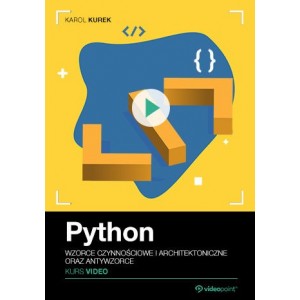 KAROL KUREK
</>
{}
Python
WZORCE CZYNNOŚCIOWE I ARCHITEKTONICZNE
ORAZ ANTYWZORCE
KURS VIDEO
videopoint